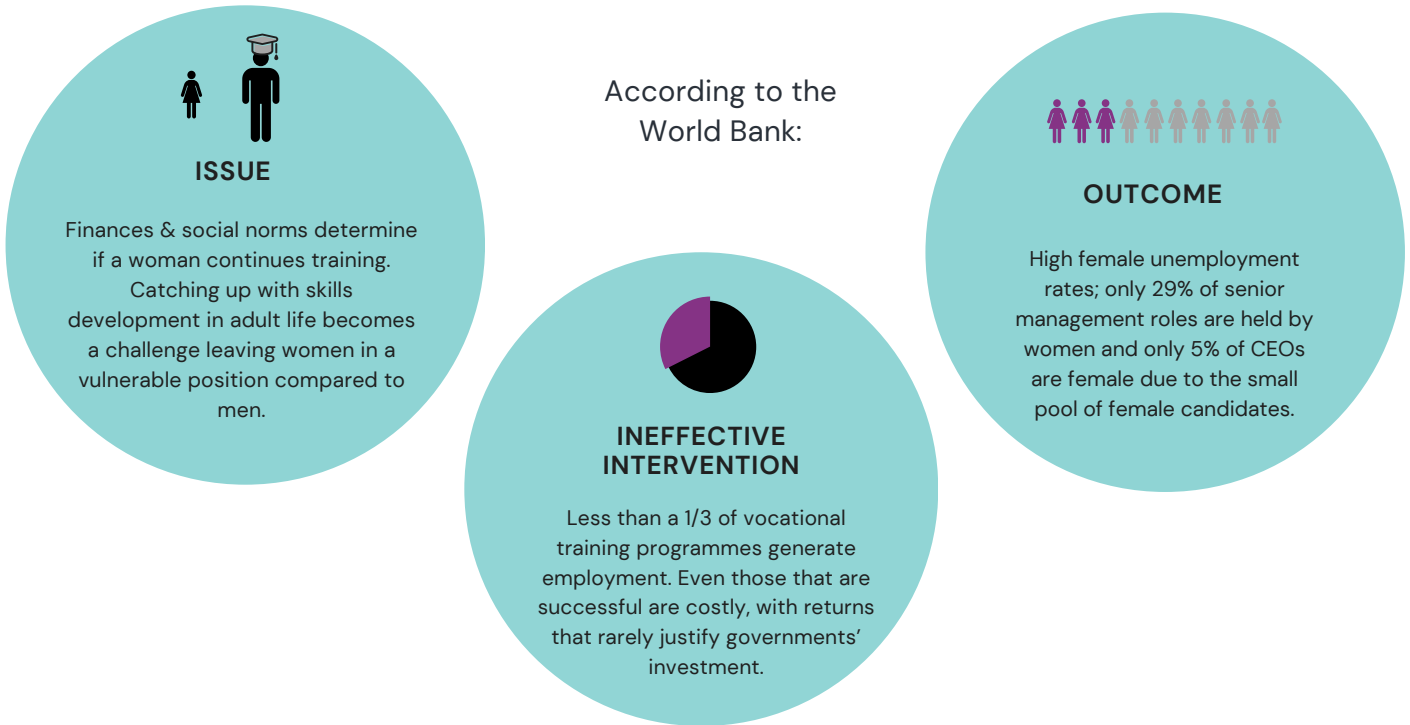 According to the
World Bank:
ISSUE
Finances & social norms determine
if a woman continues training.
Catching up with skills
development in adult life becomes
a challenge leaving women in a
vulnerable position compared to
men.
INEFFECTIVE
INTERVENTION
Less than a 1/3 of vocational
training programmes generate
employment. Even those that are
successful are costly, with returns
that rarely justify governments’
investment.
OUTCOME
High female unemployment
rates; only 29% of senior
management roles are held by
women and only 5% of CEOs
are female due to the small
pool of female candidates.